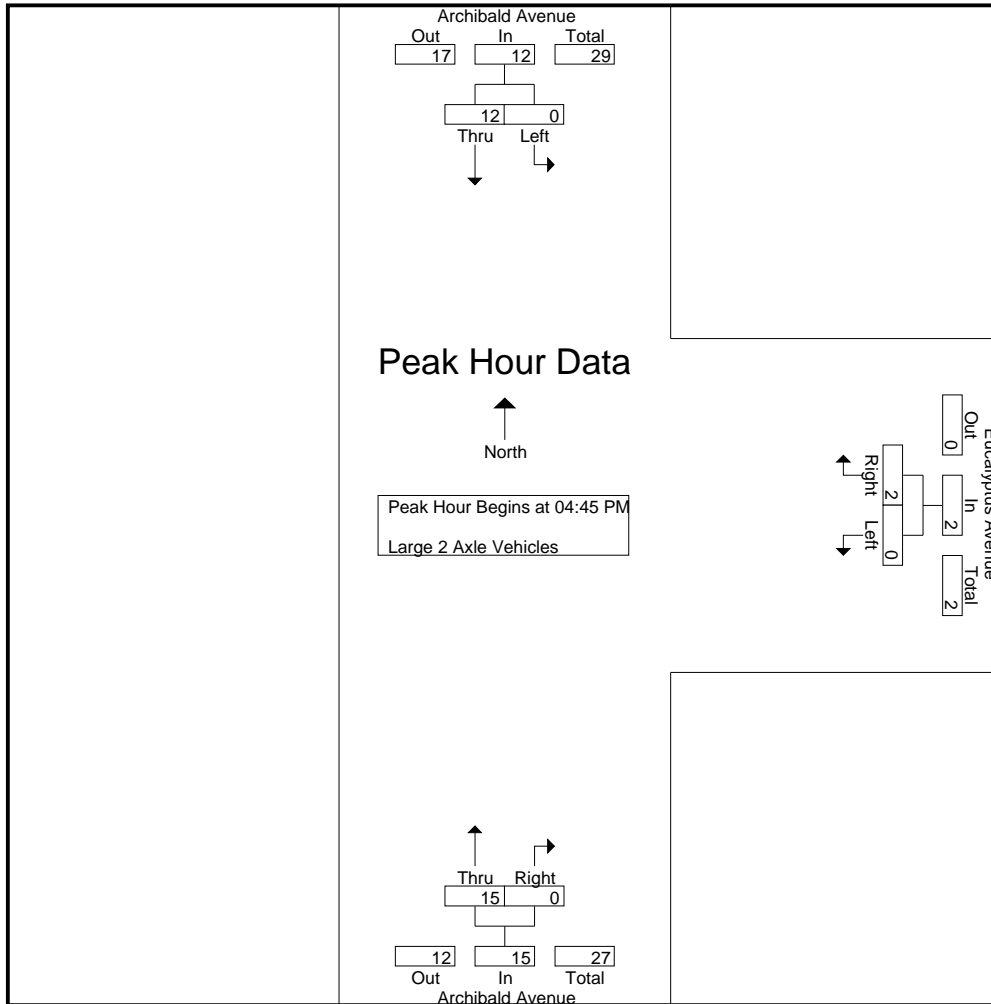 Archibald Avenue
Out In Total
17 12 29
12 0
Thru Left
Peak Hour Data
North
Peak Hour Begins at 04:45 PM
Large 2 Axle Vehicles
Eucalyptus Avenue
Out In Total
0 2 2
2 0
Right Left
Thru Right
15 0
12 15 27
Out In Total
Archibald Avenue